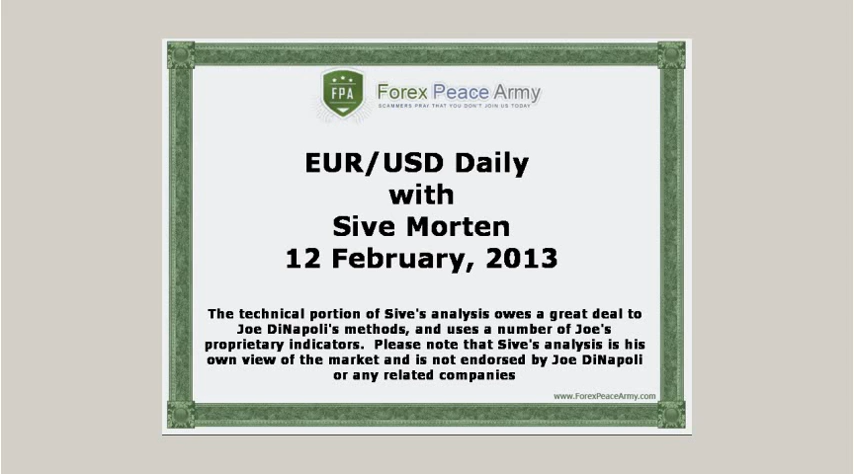 FPA
Forex Peace Army
SCAMMERS PRAY THAT YOU DON'T JOIN US TODAY
EUR/USD Daily
with
Sive Morten
12 February, 2013
The technical portion of Sive's analysis owes a great deal to
Joe DiNapoli's methods, and uses a number of Joe's
proprietary indicators.  Please note that Sive's analysis is his
own view of the market and is not endorsed by Joe DiNapoli
or any related companies
www.ForexPeaceArmy.com